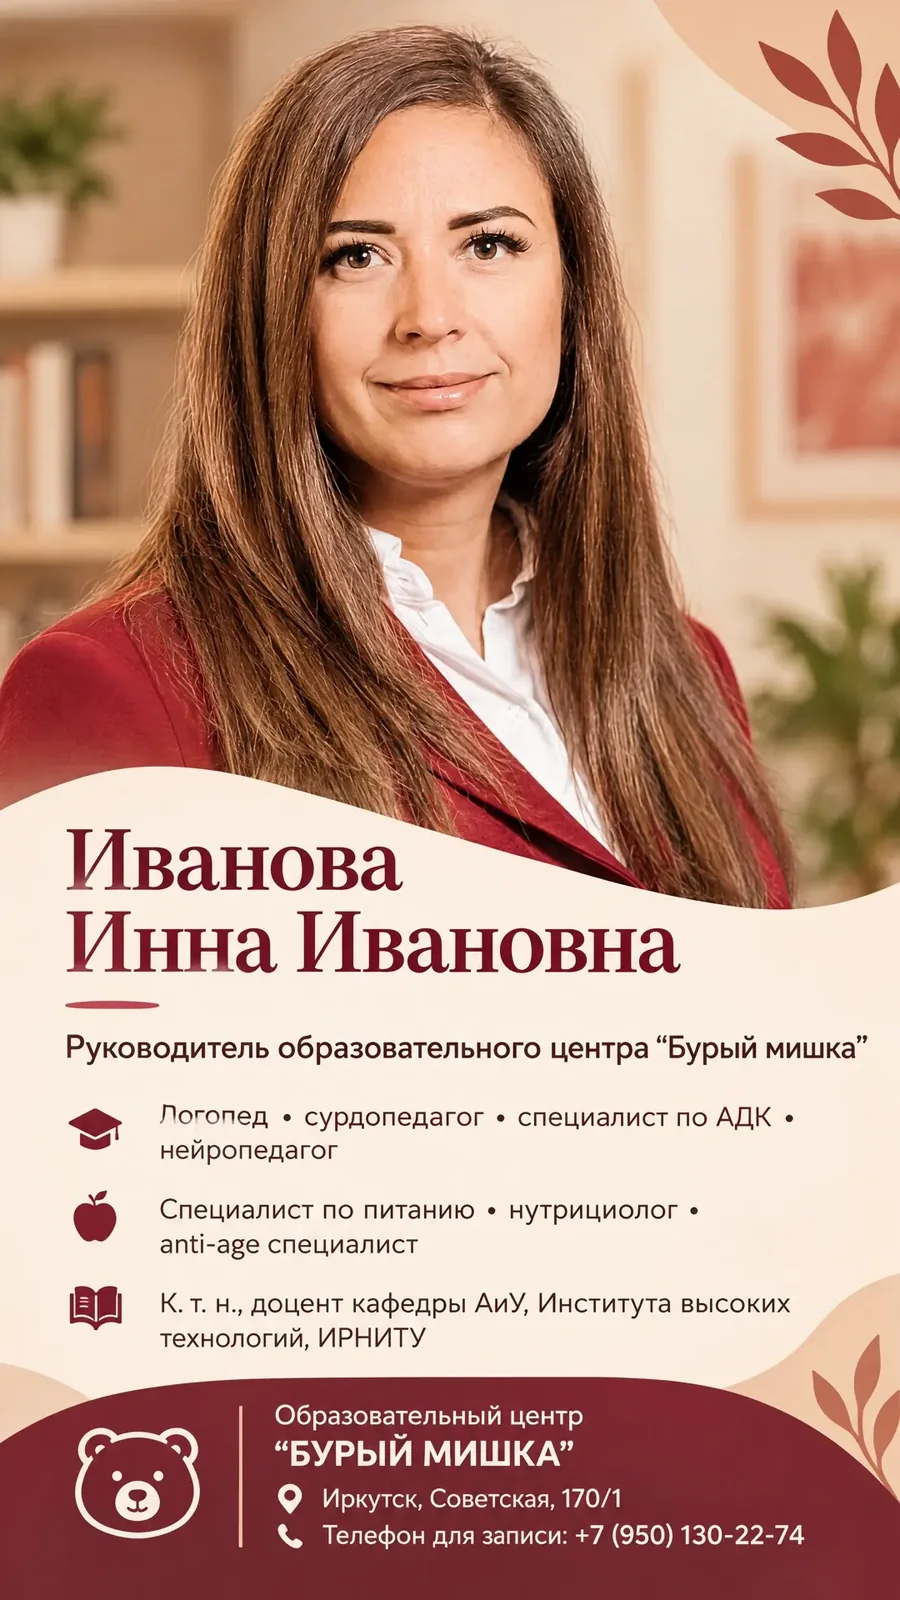 Иванова
Инна Ивановна
Руководитель образовательного центра “Бурый мишка”
Логопед • сурдопедагог • специалист по АДК •
нейропедагог
Специалист по питанию • нутрициолог •
anti-age специалист
К. т. н., доцент кафедры АиУ, Института высоких
технологий, ИРНИТУ
Образовательный центр
“БУРЫЙ МИШКА”
Иркутск, Советская, 170/1
Телефон для записи: +7 (950) 130-22-74